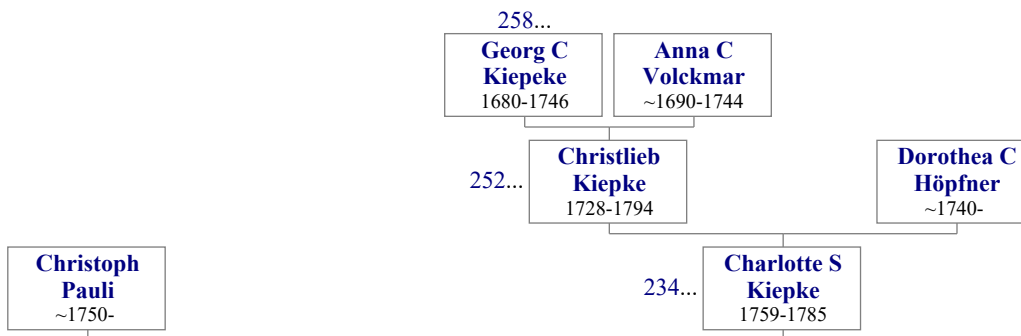 258...
Georg C
Kiepeke
1680-1746
Anna C
Volckmar
~1690-1744
252...
Christlieb
Kiepke
1728-1794
Dorothea C
Höpfner
~1740-
Christoph
Pauli
~1750-
234...
Charlotte S
Kiepke
1759-1785